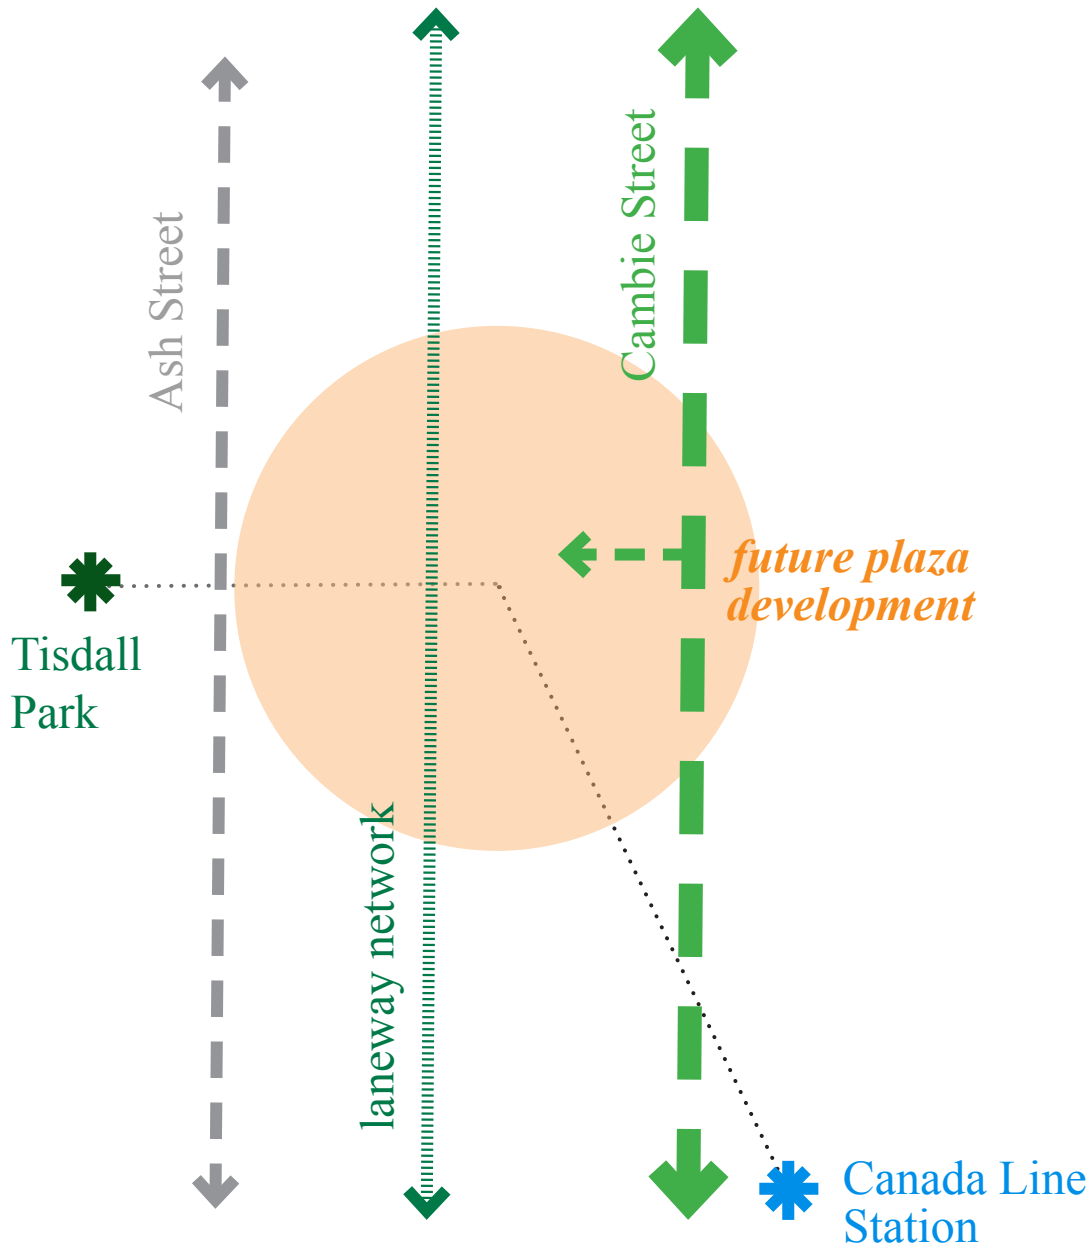 Ash Street
Cambie Street
future plaza
development
Tisdall
Park
laneway network
Canada Line
Station